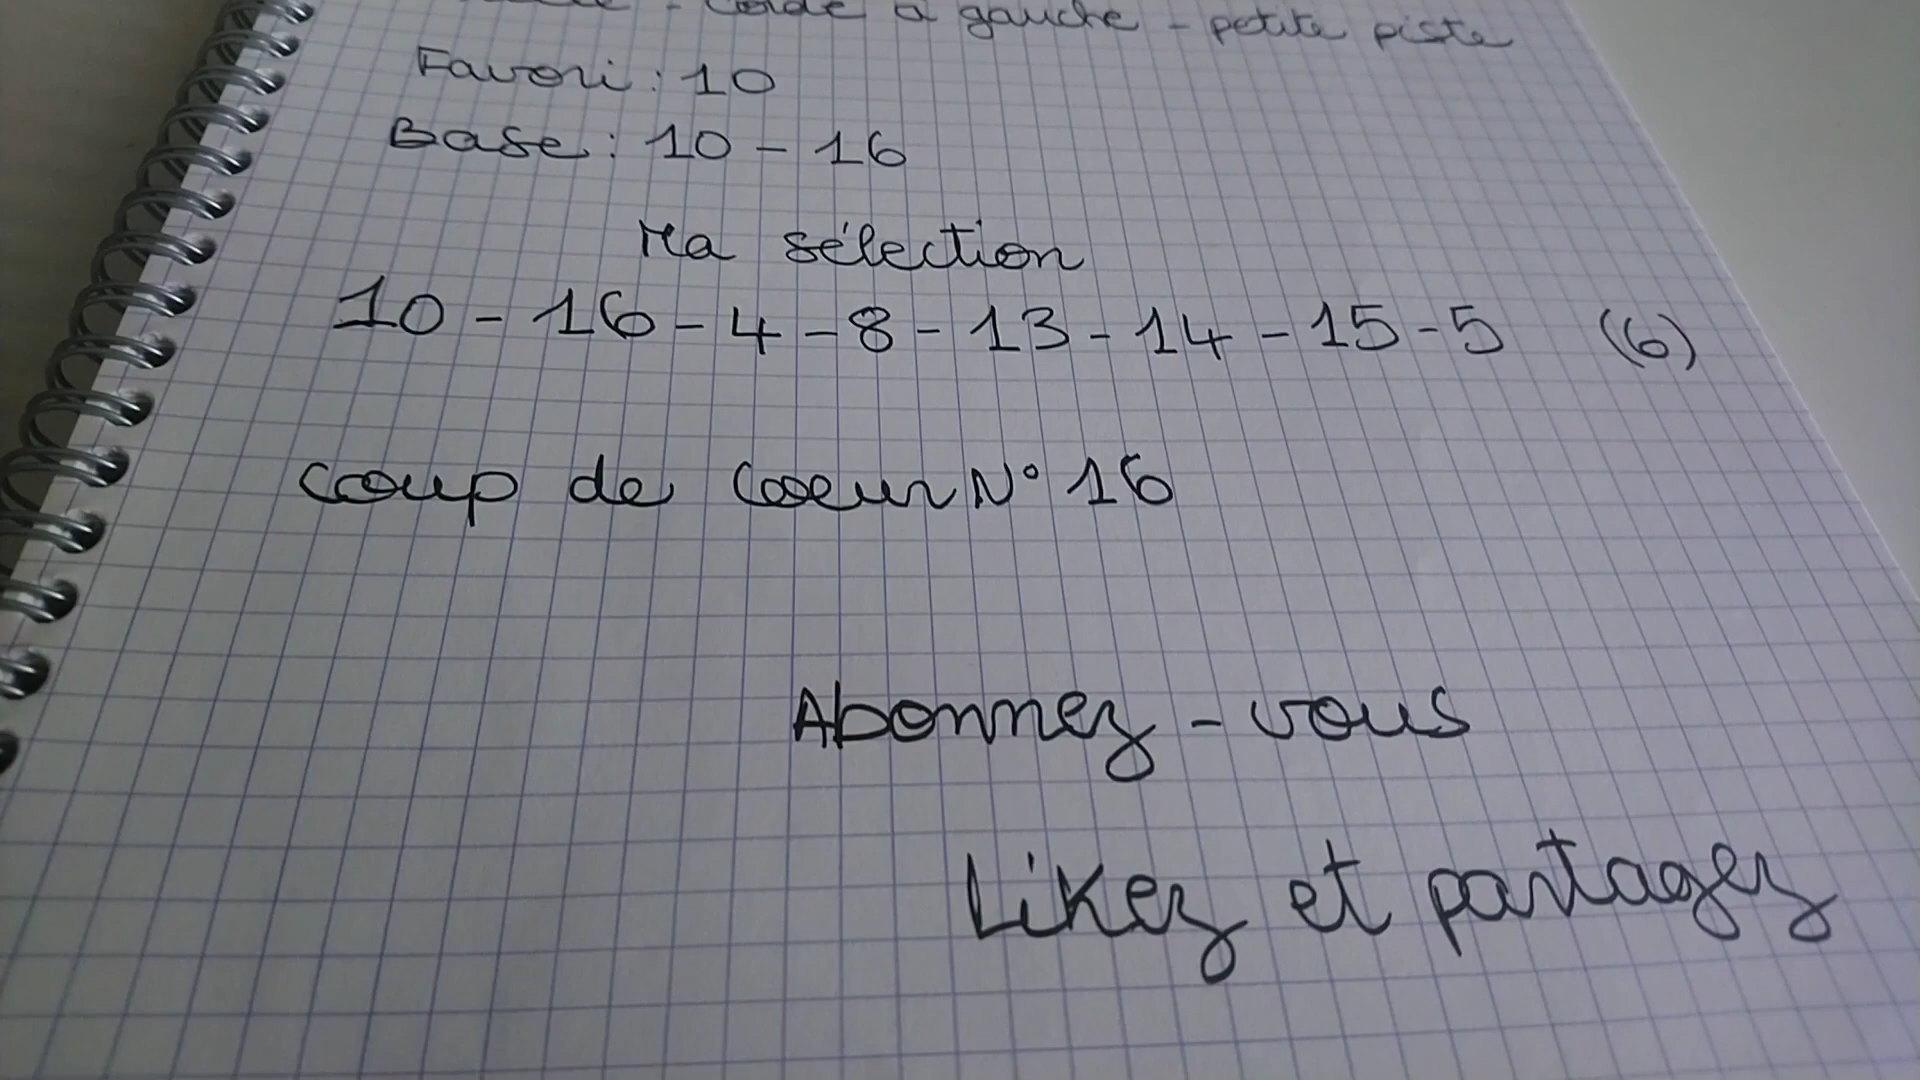 - Corde à gauche - petite piste
Favori : 10
Base : 10 - 16
Ma sélection
10 - 16 - 4 - 8 - 13 - 14 - 15 - 5 (6)
coup de coeur N° 16
Abonnez - vous
Likez et partagez